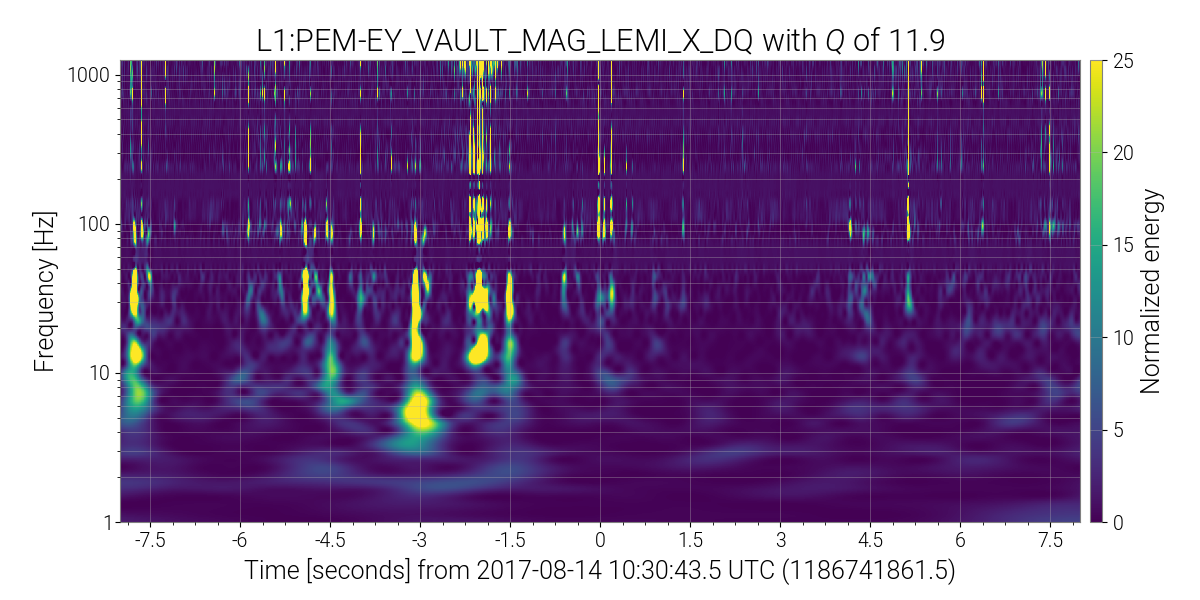 L1:PEM-EY_VAULT_MAG_LEMI_X_DQ with Q of 11.9
1000
100
10
1
Frequency [Hz]
-7.5 -6 -4.5 -3 -1.5 0 1.5 3 4.5 6 7.5
Time [seconds] from 2017-08-14 10:30:43.5 UTC (1186741861.5)
25
20
15
10
5
0
Normalized energy